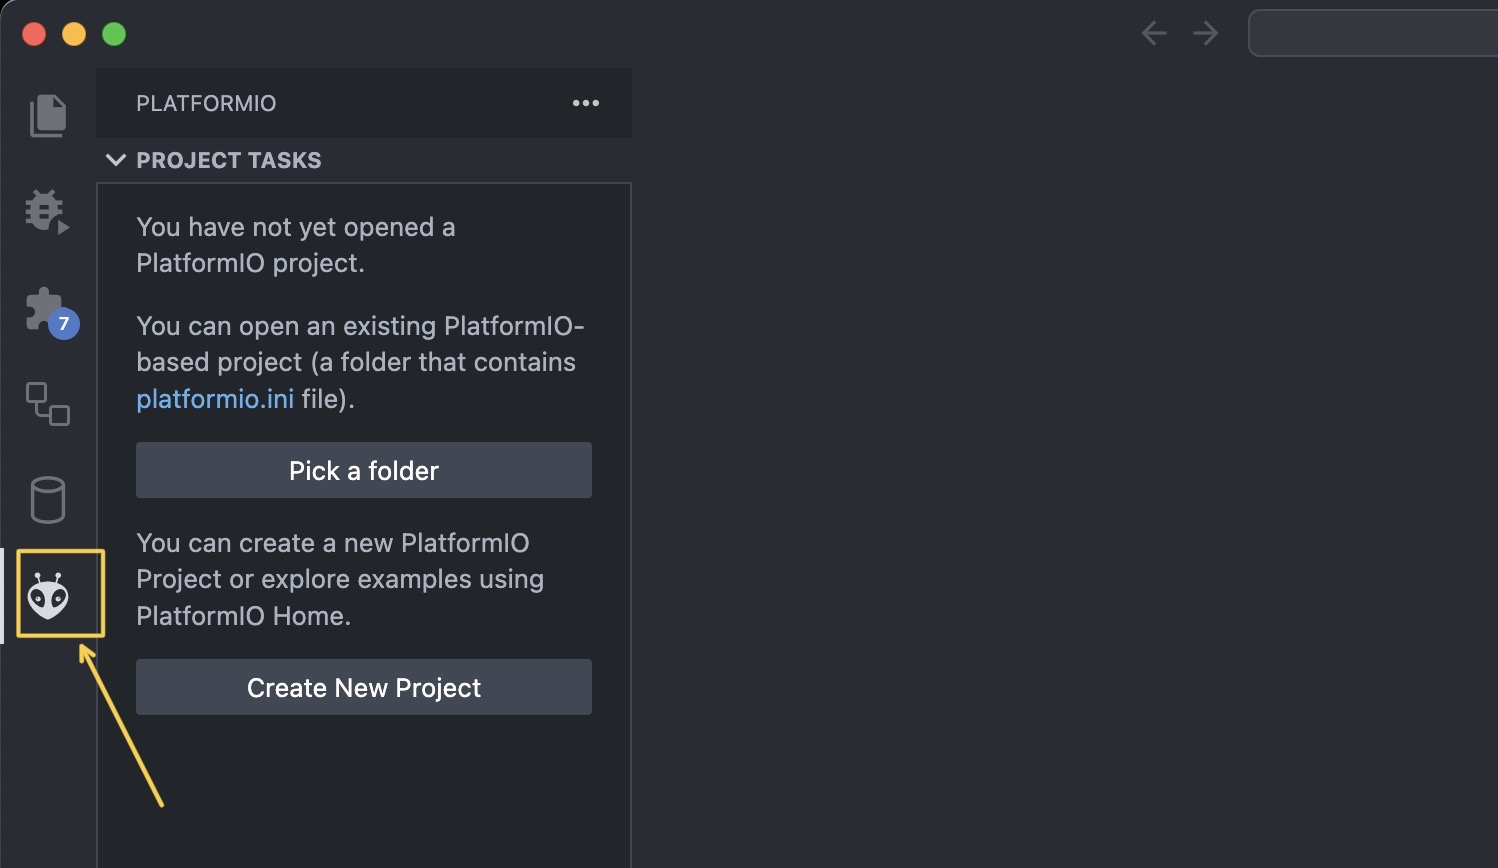 PLATFORMIO
PROJECT TASKS
You have not yet opened a
PlatformIO project.
You can open an existing PlatformIO-
based project (a folder that contains
platformio.ini file).
Pick a folder
You can create a new PlatformIO
Project or explore examples using
PlatformIO Home.
Create New Project
7